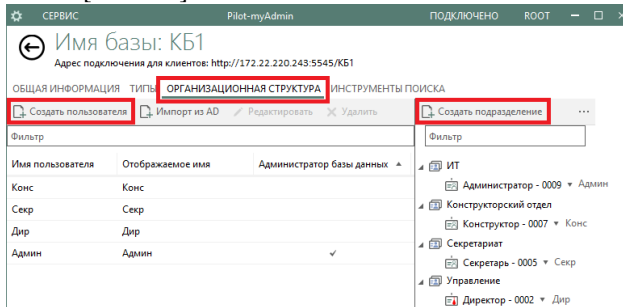 СЕРВИС Pilot-myAdmin ПОДКЛЮЧЕНО ROOT
Имя базы: КБ1
Адрес подключения для клиентов: http://172.22.220.243:5545/КБ1
ОБЩАЯ ИНФОРМАЦИЯ ТИПЫ ОРГАНИЗАЦИОННАЯ СТРУКТУРА ИНСТРУМЕНТЫ ПОИСКА
Создать пользователя Импорт из AD Редактировать Удалить Создать подразделение ...
Фильтр Фильтр
Имя пользователя Отображаемое имя Администратор базы данных
Конс Конс
Секр Секр
Дир Дир
Админ Админ
ИТ
Администратор - 0009 Админ
Конструкторский отдел
Конструктор - 0007 Конс
Секретариат
Секретарь - 0005 Секр
Управление
Директор - 0002 Дир